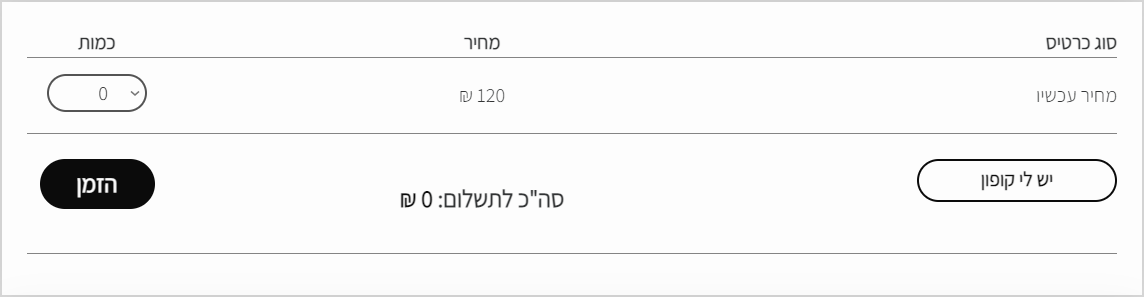 סוג כרטיס מחיר כמות
מחיר עכשיו 120 ₪ 0
יש לי קופון סה"כ לתשלום: 0 ₪ הזמן